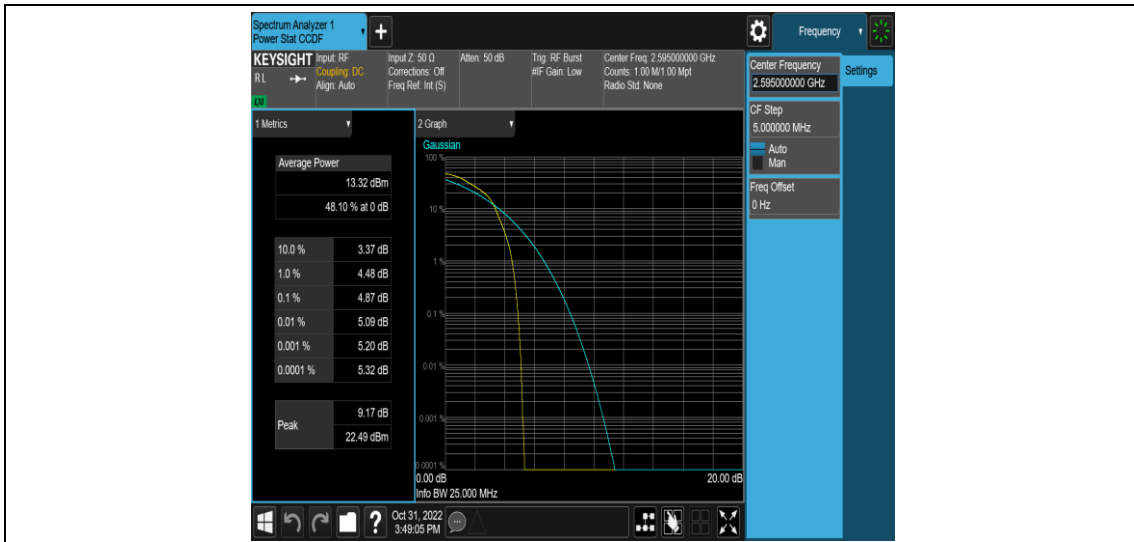 Spectrum Analyzer 1
Power Stat CCDF
+
Frequency
KEYSIGHT
RL
LXI
Input: RF
Coupling: DC
Align: Auto
Input Z: 50 Ω
Corrections: Off
Freq Ref: Int (S)
Atten: 50 dB
Trig: RF Burst
#IF Gain: Low
Center Freq: 2.595000000 GHz
Counts: 1.00 M/1.00 Mpt
Radio Std: None
Center Frequency
2.595000000 GHz
Settings
CF Step
5.000000 MHz
Auto
Man
Freq Offset
0 Hz
1 Metrics
Average Power
13.32 dBm
48.10 % at 0 dB
10.0 % 3.37 dB
1.0 % 4.48 dB
0.1 % 4.87 dB
0.01 % 5.09 dB
0.001 % 5.20 dB
0.0001 % 5.32 dB
Peak
9.17 dB
22.49 dBm
2 Graph
Gaussian
100 %
10 %
1 %
0.1 %
0.01 %
0.001 %
0.0001 %
0.00 dB 20.00 dB
Info BW 25.000 MHz
?
Oct 31, 2022
3:49:05 PM